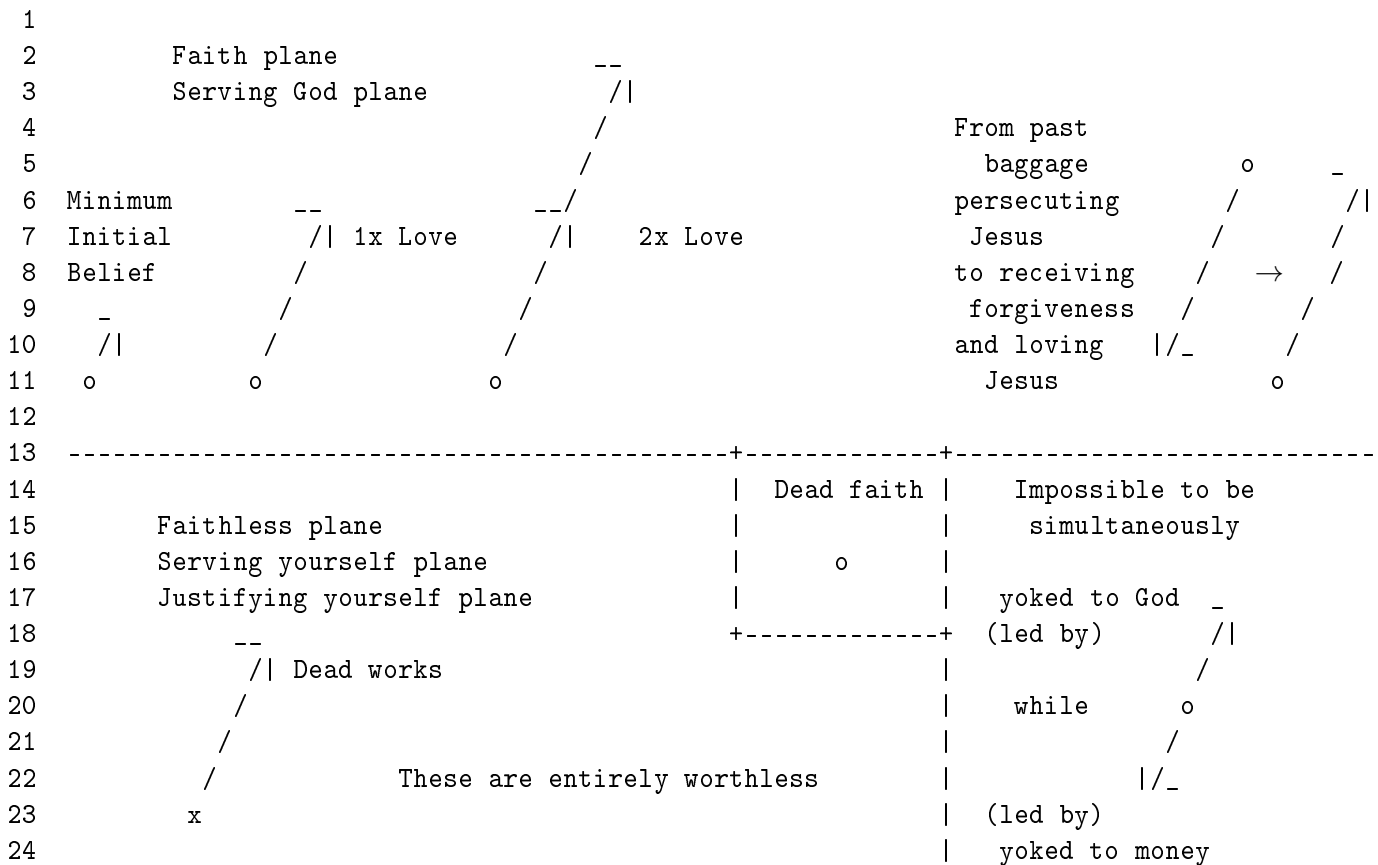 1
2 Faith plane __
3 Serving God plane /|
4 / From past
5 / baggage o _
6 Minimum __ __/ persecuting / /|
7 Initial /| 1x Love /| 2x Love Jesus / /
8 Belief / / to receiving / → /
9 _ / / forgiveness / /
10 /| / / and loving |/_ /
11 o o o Jesus o
12
13 --------------------------------------------+-------------+----------------------------
14 | Dead faith | Impossible to be
15 Faithless plane | | simultaneously
16 Serving yourself plane | o |
17 Justifying yourself plane | | yoked to God _
18 __ +-------------+ (led by) /|
19 /| Dead works | /
20 / | while o
21 / | /
22 / These are entirely worthless | |/_
23 x | (led by)
24 | yoked to money